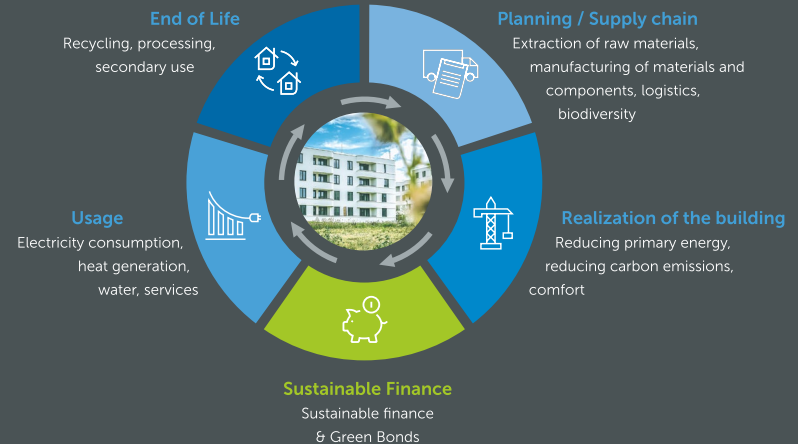 End of Life
Recycling, processing,
secondary use
Planning / Supply chain
Extraction of raw materials,
manufacturing of materials and
components, logistics,
biodiversity
Usage
Electricity consumption,
heat generation,
water, services
Realization of the building
Reducing primary energy,
reducing carbon emissions,
comfort
Sustainable Finance
Sustainable finance
& Green Bonds